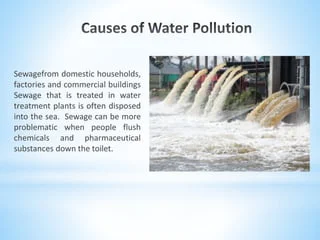 Causes of Water Pollution
Sewagefrom domestic households,
factories and commercial buildings
Sewage that is treated in water
treatment plants is often disposed
into the sea. Sewage can be more
problematic when people flush
chemicals and pharmaceutical
substances down the toilet.